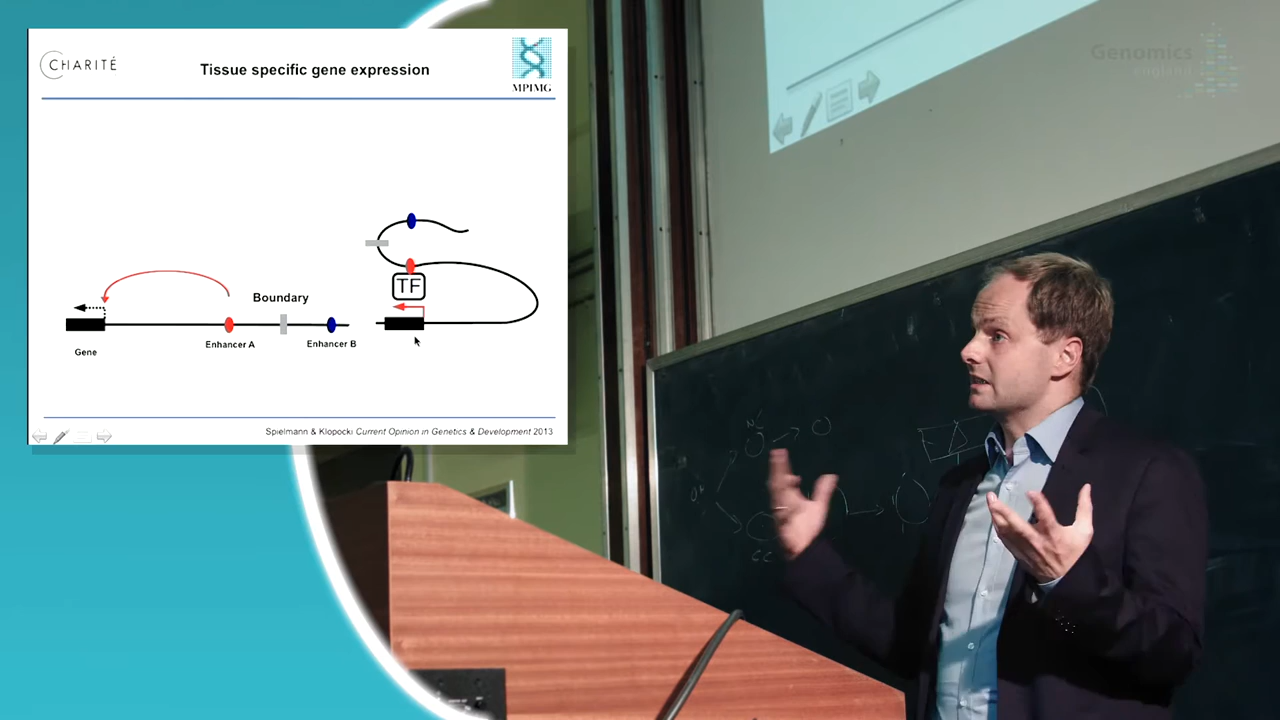 CHARITÉ
Tissue specific gene expression
MPIMG
TF
Boundary
Enhancer A
Enhancer B
Gene
Spielmann & Klopocki Current Opinion in Genetics & Development 2013
Genomics